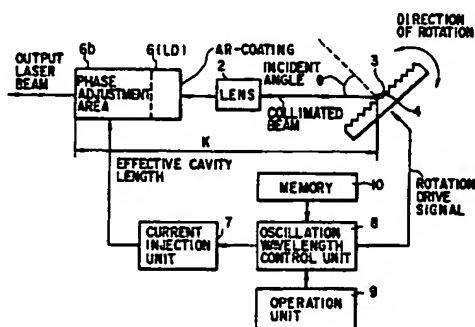 DIRECTION OF ROTATION
6b
6(LD)
AR-COATING
OUTPUT LASER BEAM
PHASE ADJUSTMENT AREA
2
LENS
INCIDENT ANGLE
θ
3
4
COLLIMATED BEAM
K
EFFECTIVE CAVITY LENGTH
MEMORY
10
ROTATION DRIVE SIGNAL
7
CURRENT INJECTION UNIT
8
OSCILLATION WAVELENGTH CONTROL UNIT
9
OPERATION UNIT